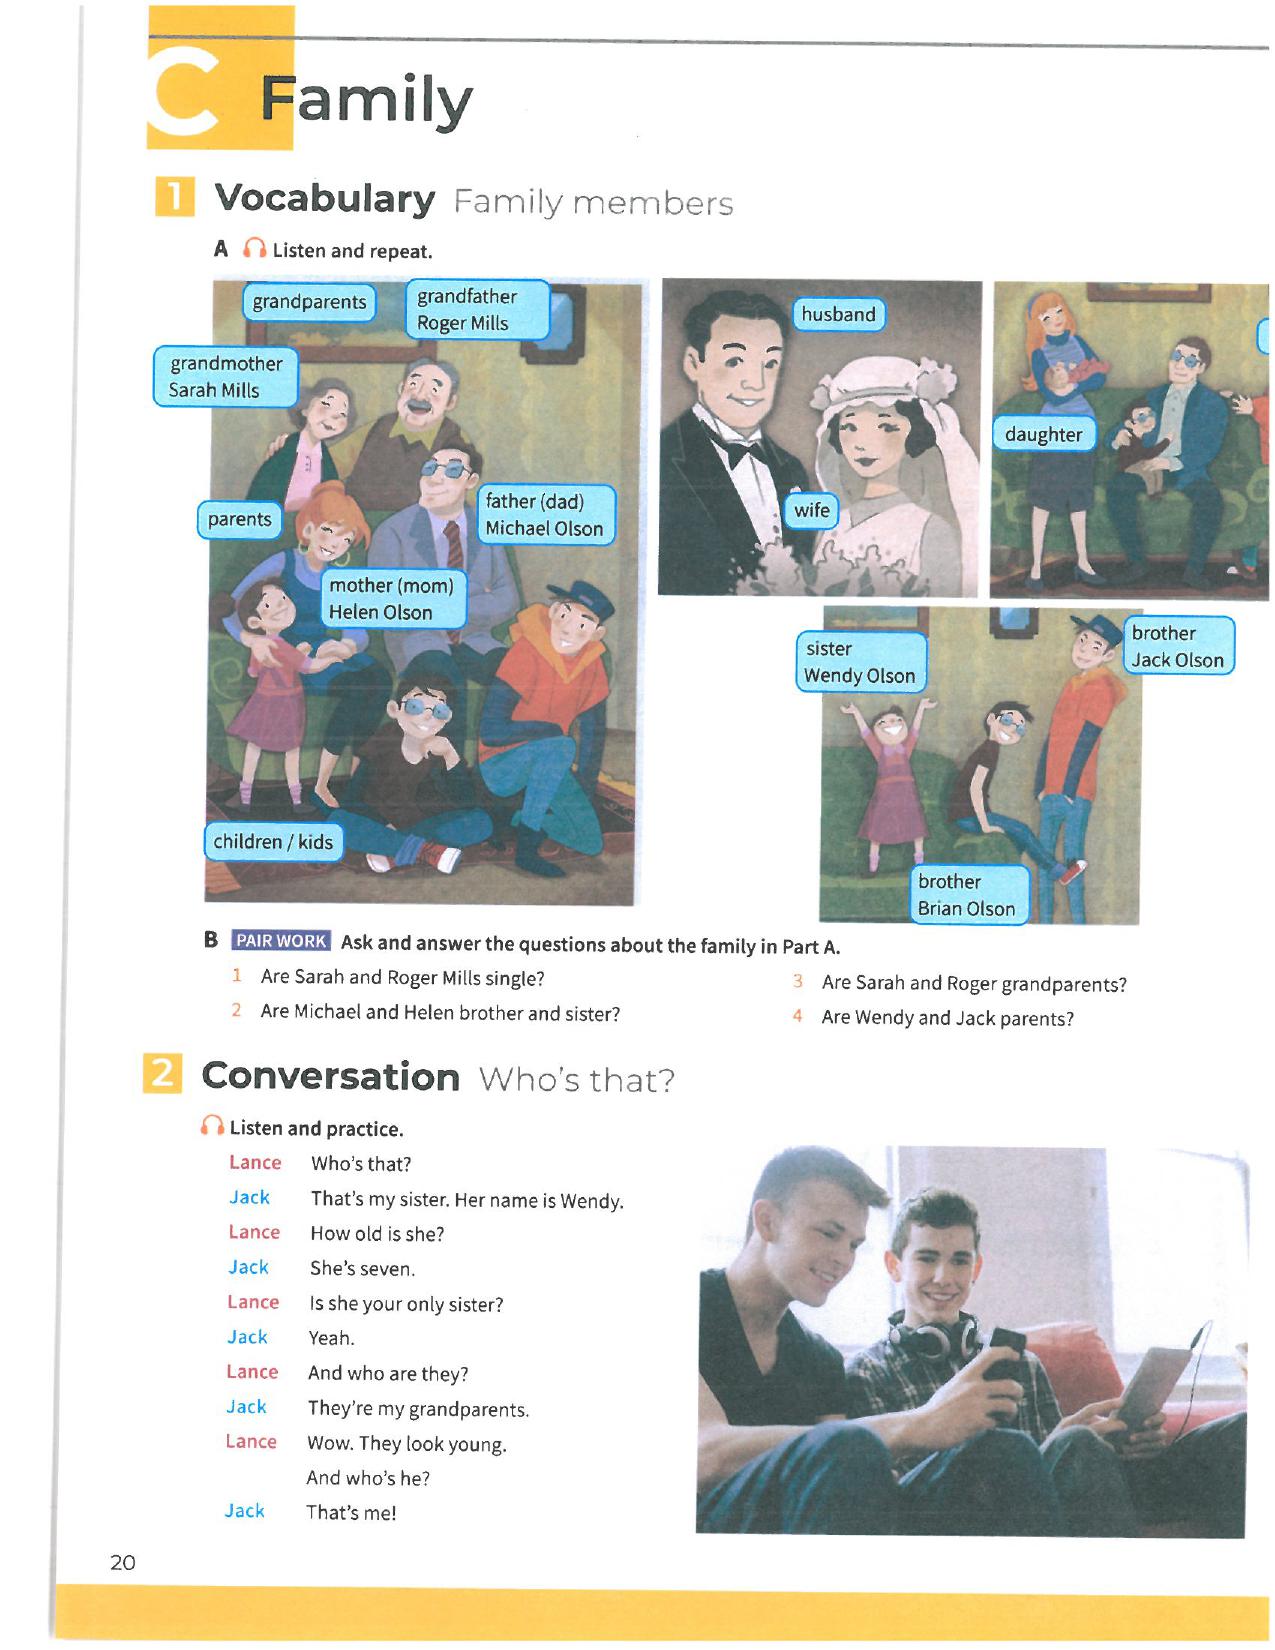 C Family
1 Vocabulary Family members
A Listen and repeat.
grandparents
grandfather
Roger Mills
grandmother
Sarah Mills
parents
father (dad)
Michael Olson
mother (mom)
Helen Olson
children / kids
husband
wife
daughter
sister
Wendy Olson
brother
Jack Olson
brother
Brian Olson
B PAIR WORK Ask and answer the questions about the family in Part A.
1 Are Sarah and Roger Mills single?
2 Are Michael and Helen brother and sister?
3 Are Sarah and Roger grandparents?
4 Are Wendy and Jack parents?
2 Conversation Who's that?
Listen and practice.
Lance Who's that?
Jack That's my sister. Her name is Wendy.
Lance How old is she?
Jack She's seven.
Lance Is she your only sister?
Jack Yeah.
Lance And who are they?
Jack They're my grandparents.
Lance Wow. They look young.
And who's he?
Jack That's me!
20